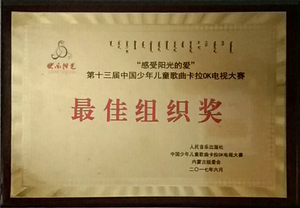 “感受阳光的爱”
第十三届中国少年儿童歌曲卡拉OK电视大赛
最佳组织奖
人民音乐出版社
中国少年儿童歌曲卡拉OK电视大赛
内蒙古组委会
二〇一七年六月